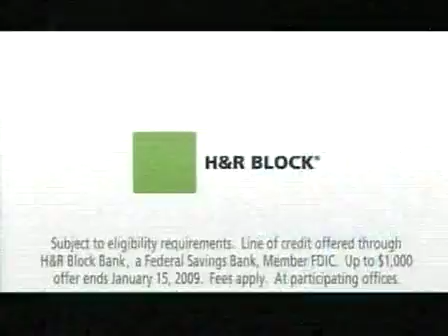 H&R BLOCK®
Subject to eligibility requirements. Line of credit offered through
H&R Block Bank, a Federal Savings Bank, Member FDIC. Up to $1,000
offer ends January 15, 2009. Fees apply. At participating offices.